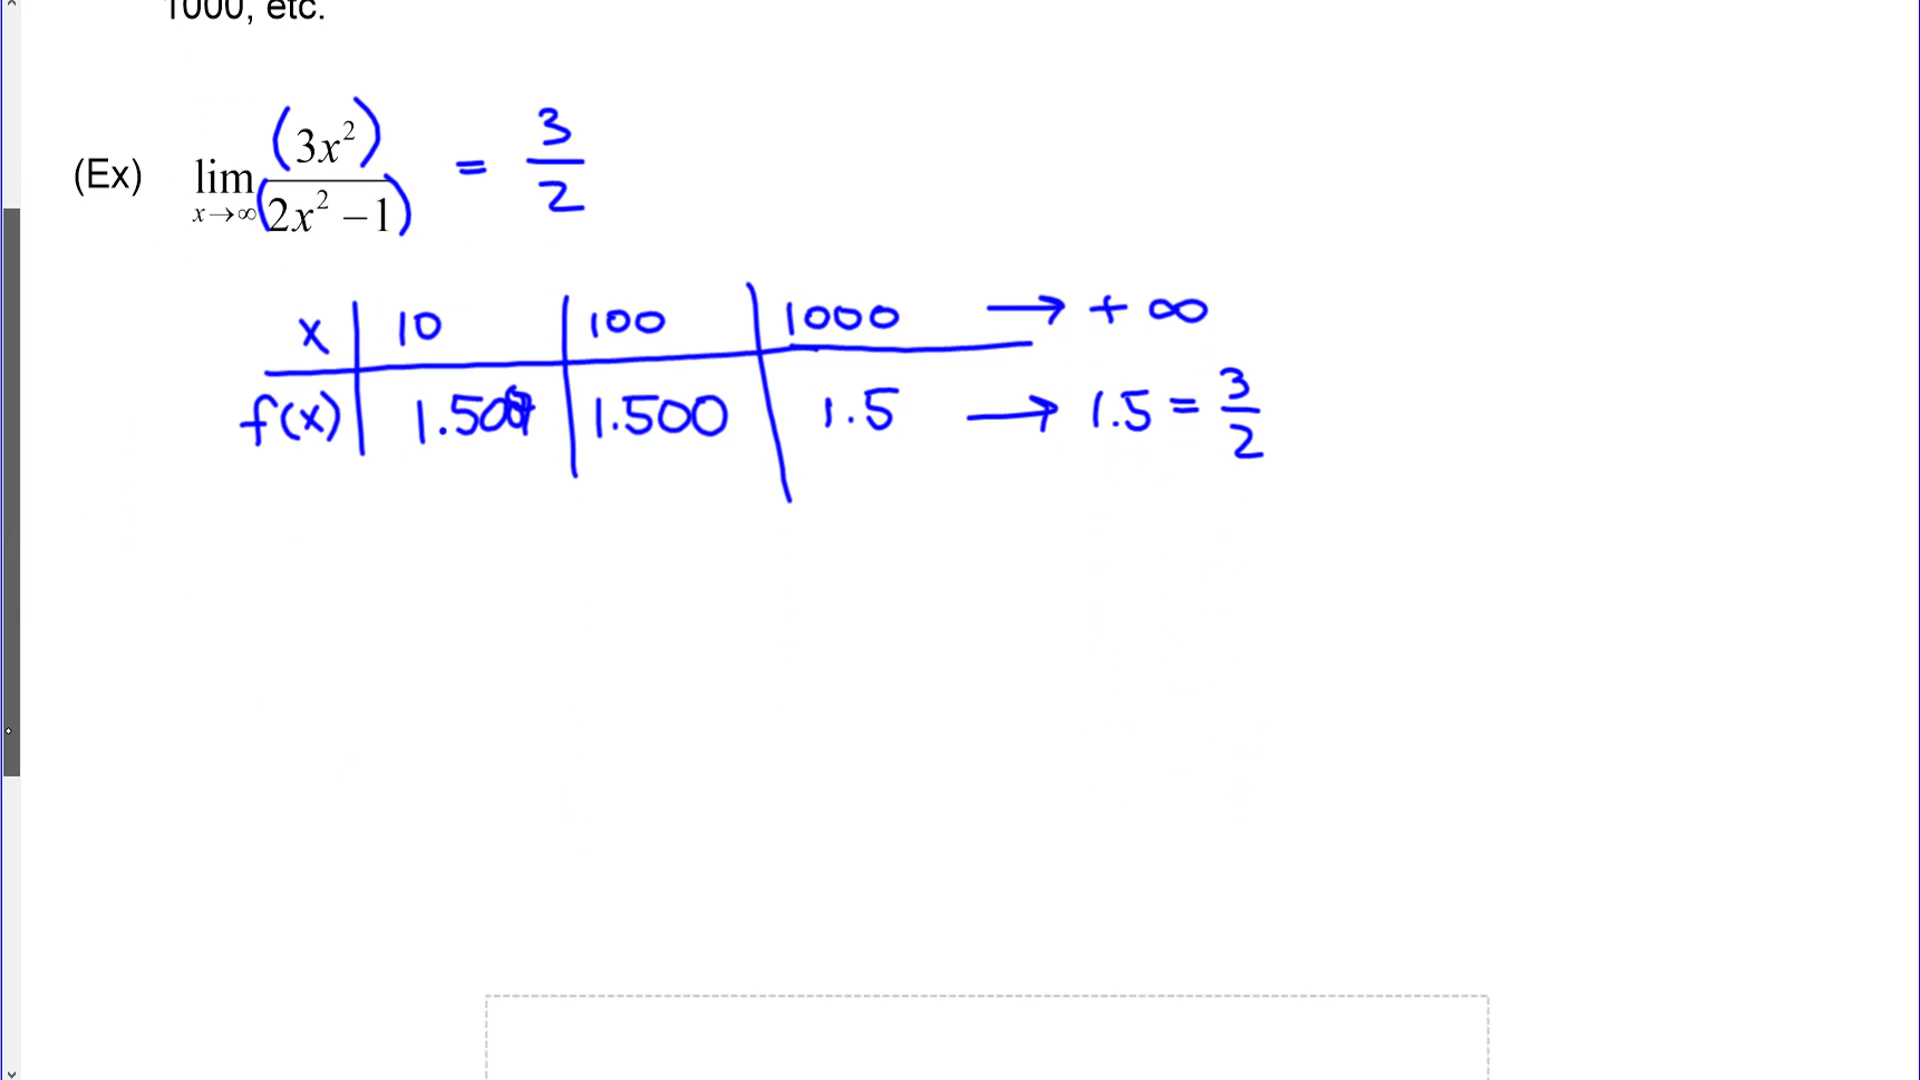 1000, etc.
(Ex) lim x→∞ (3x²) / (2x² – 1) = 3/2
x | 10 | 100 | 1000 → + ∞
f(x) | 1.507 | 1.500 | 1.5 → 1.5 = 3/2